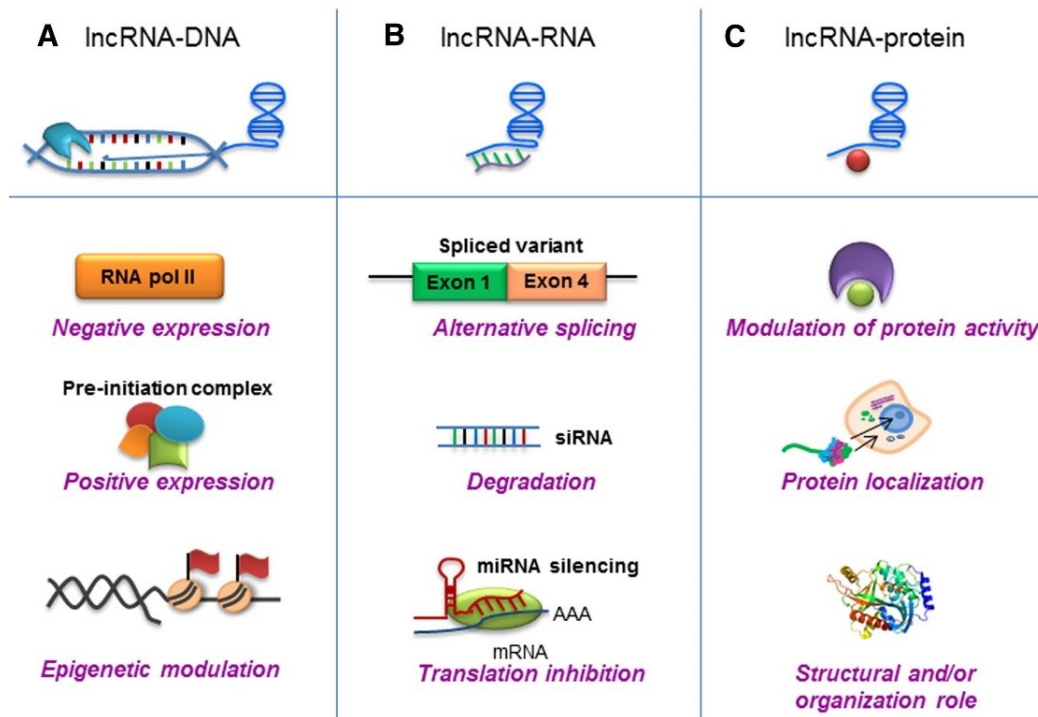 A lncRNA-DNA
B lncRNA-RNA
C lncRNA-protein
RNA pol II
Negative expression
Pre-initiation complex
Positive expression
Epigenetic modulation
Spliced variant
Exon 1 Exon 4
Alternative splicing
siRNA
Degradation
miRNA silencing
AAA
mRNA
Translation inhibition
Modulation of protein activity
Protein localization
Structural and/or
organization role